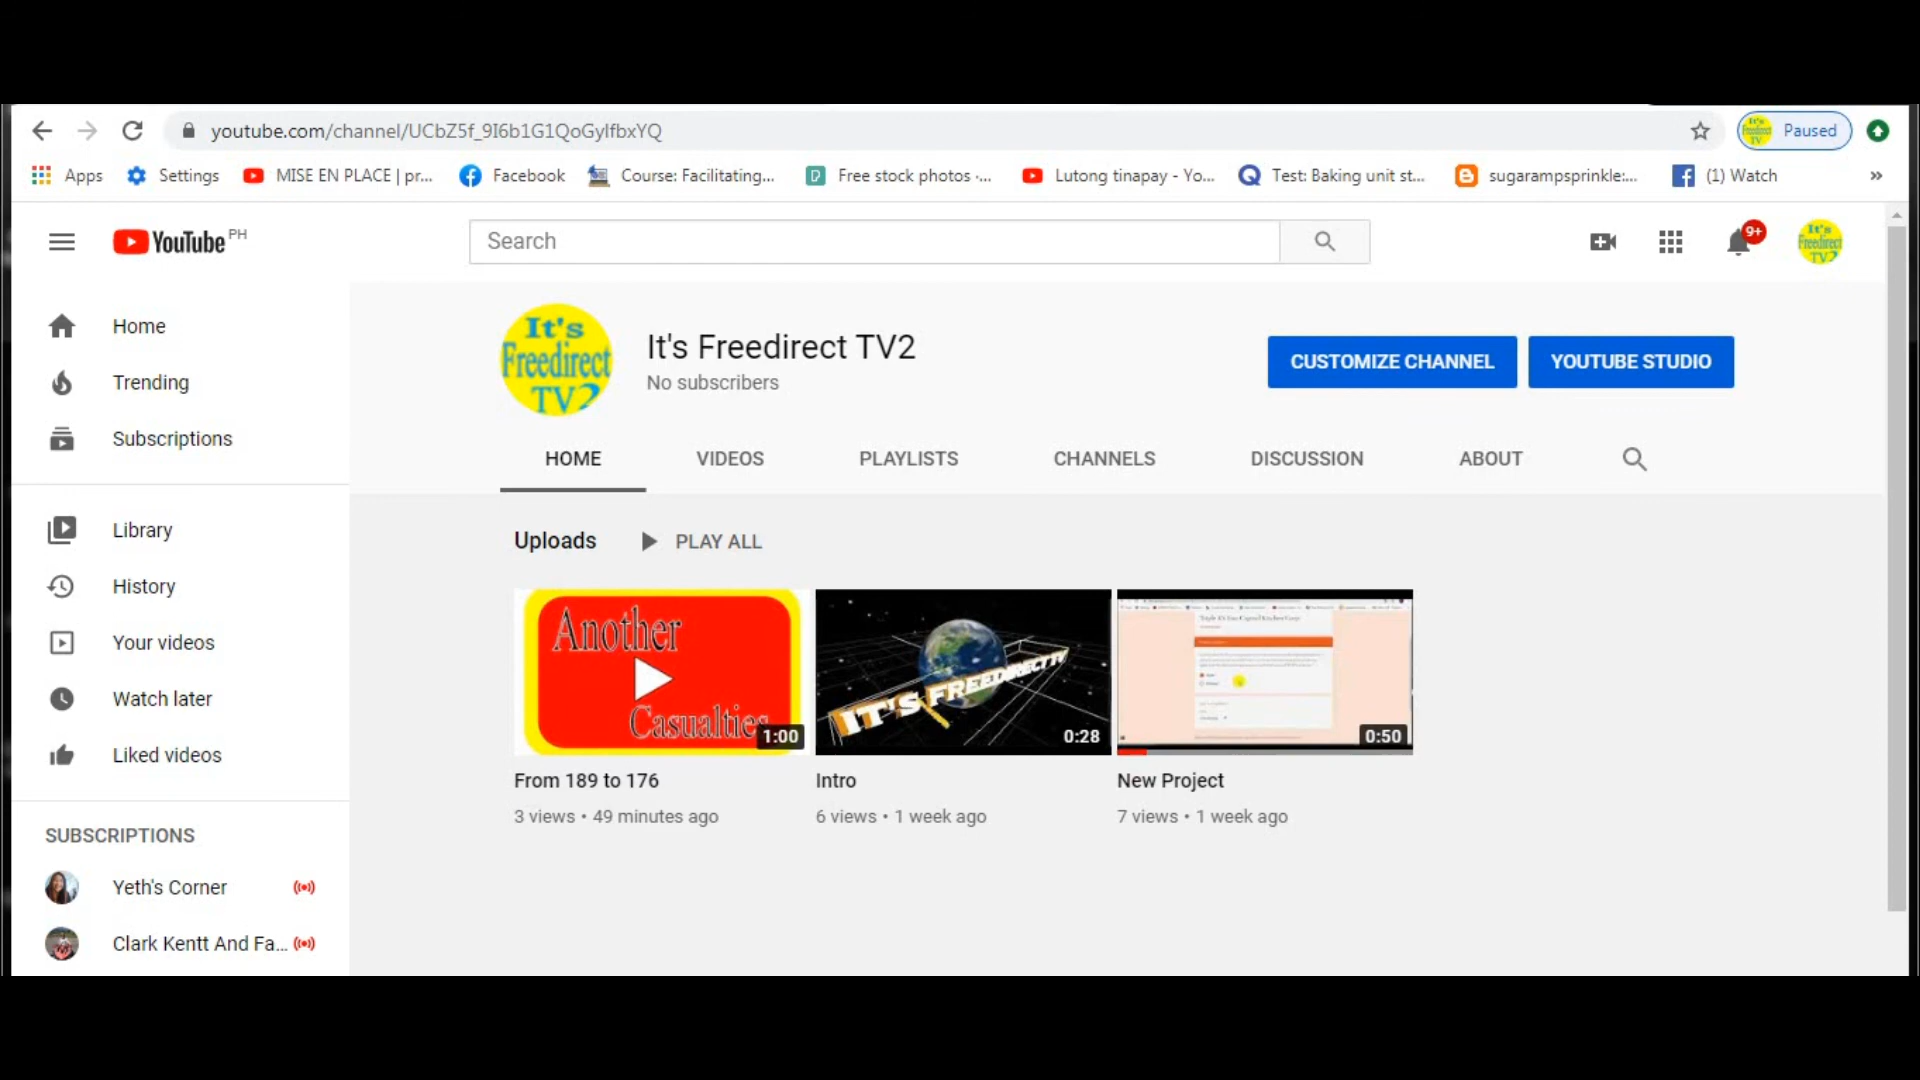 youtube.com/channel/UCbZ5f_9I6b1G1QoGylfbxYQ
Paused
Apps Settings MISE EN PLACE | pr... Facebook Course: Facilitating... Free stock photos ·... Lutong tinapay - Yo... Test: Baking unit st... sugarampsprinkle:... (1) Watch »
YouTube PH
Search
9+
It's Freedirect TV2
Home
Trending
Subscriptions
Library
History
Your videos
Watch later
Liked videos
SUBSCRIPTIONS
Yeth's Corner
Clark Kentt And Fa...
It's
Freedirect
TV2
It's Freedirect TV2
No subscribers
CUSTOMIZE CHANNEL YOUTUBE STUDIO
HOME VIDEOS PLAYLISTS CHANNELS DISCUSSION ABOUT
Uploads PLAY ALL
Another
Casualties
1:00
IT'S FREEDIRECT TV
0:28
0:50
From 189 to 176 Intro New Project
3 views • 49 minutes ago 6 views • 1 week ago 7 views • 1 week ago